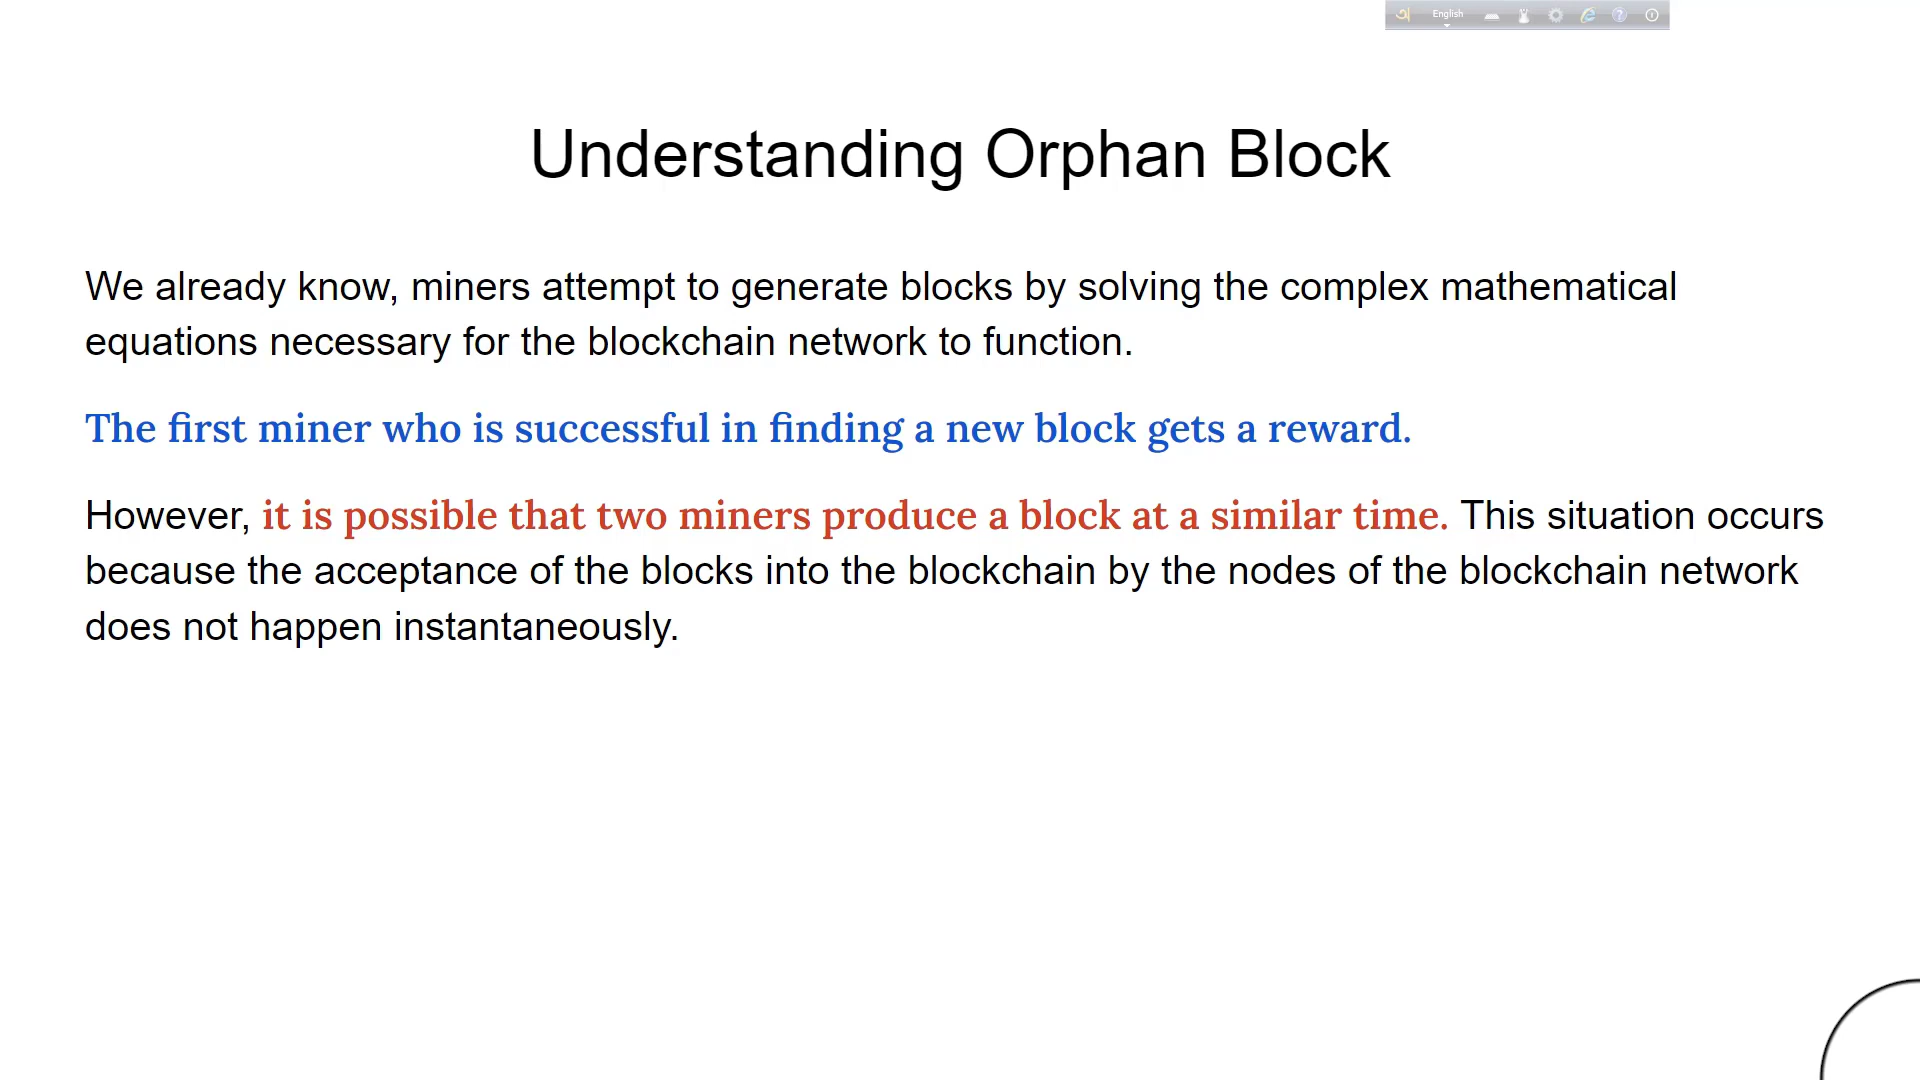 অ English ?
Understanding Orphan Block
We already know, miners attempt to generate blocks by solving the complex mathematical
equations necessary for the blockchain network to function.
The first miner who is successful in finding a new block gets a reward.
However, it is possible that two miners produce a block at a similar time. This situation occurs
because the acceptance of the blocks into the blockchain by the nodes of the blockchain network
does not happen instantaneously.